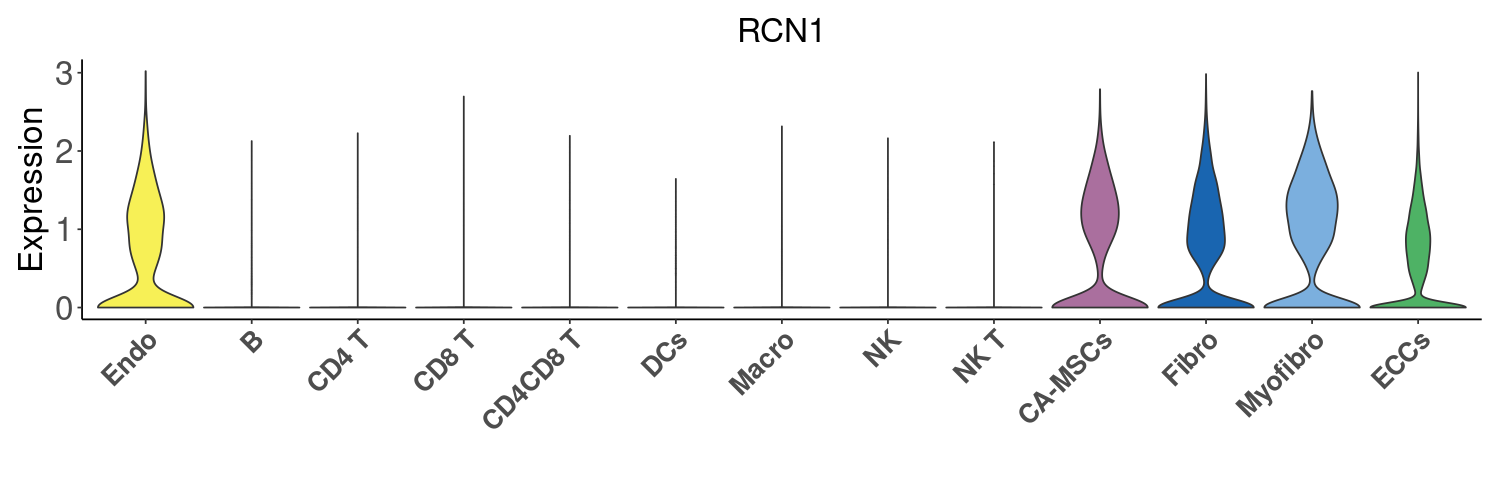 RCN1
Expression
3
2
1
0
Endo
B
CD4 T
CD8 T
CD4CD8 T
DCs
Macro
NK
NK T
CA-MSCs
Fibro
Myofibro
ECCs